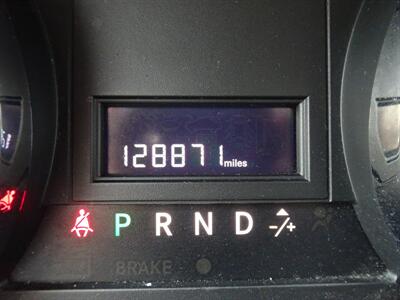 128871 miles
P R N D -/+
BRAKE